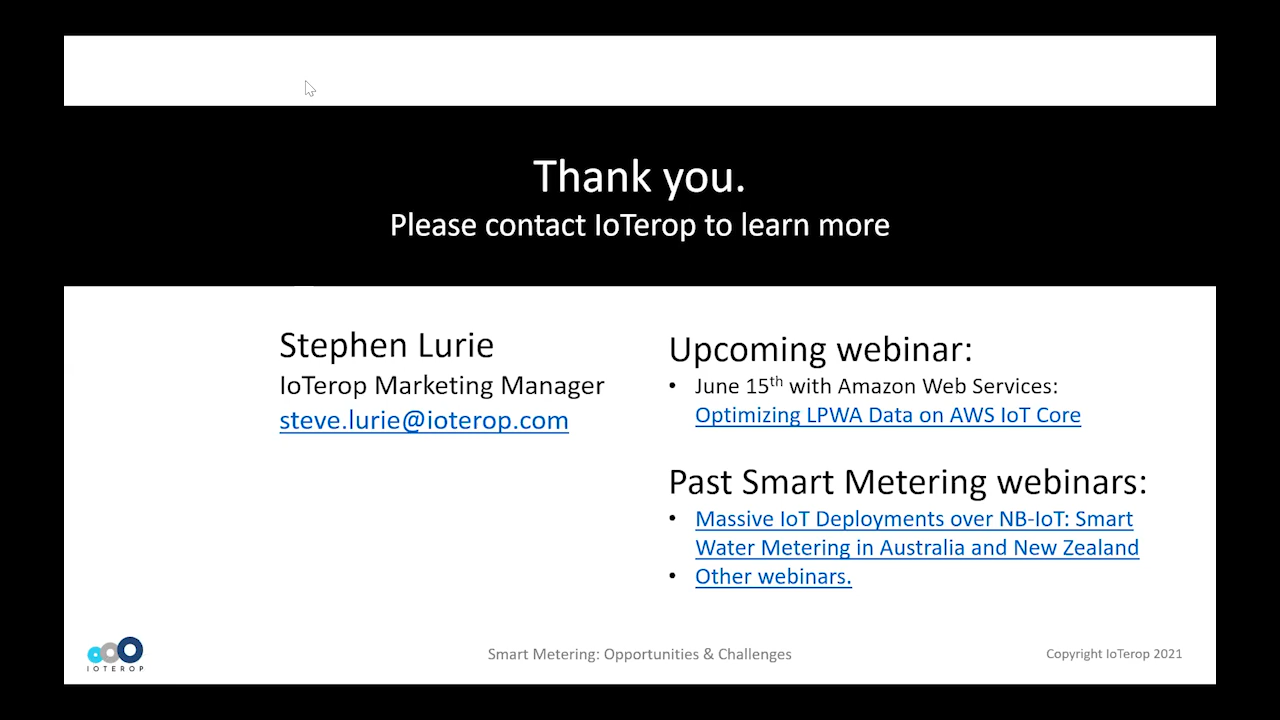 Thank you.
Please contact IoTerop to learn more
Stephen Lurie
IoTerop Marketing Manager
steve.lurie@ioterop.com
Upcoming webinar:
• June 15th with Amazon Web Services:
Optimizing LPWA Data on AWS IoT Core
Past Smart Metering webinars:
• Massive IoT Deployments over NB-IoT: Smart
Water Metering in Australia and New Zealand
• Other webinars.
IOTEROP
Smart Metering: Opportunities & Challenges
Copyright IoTerop 2021